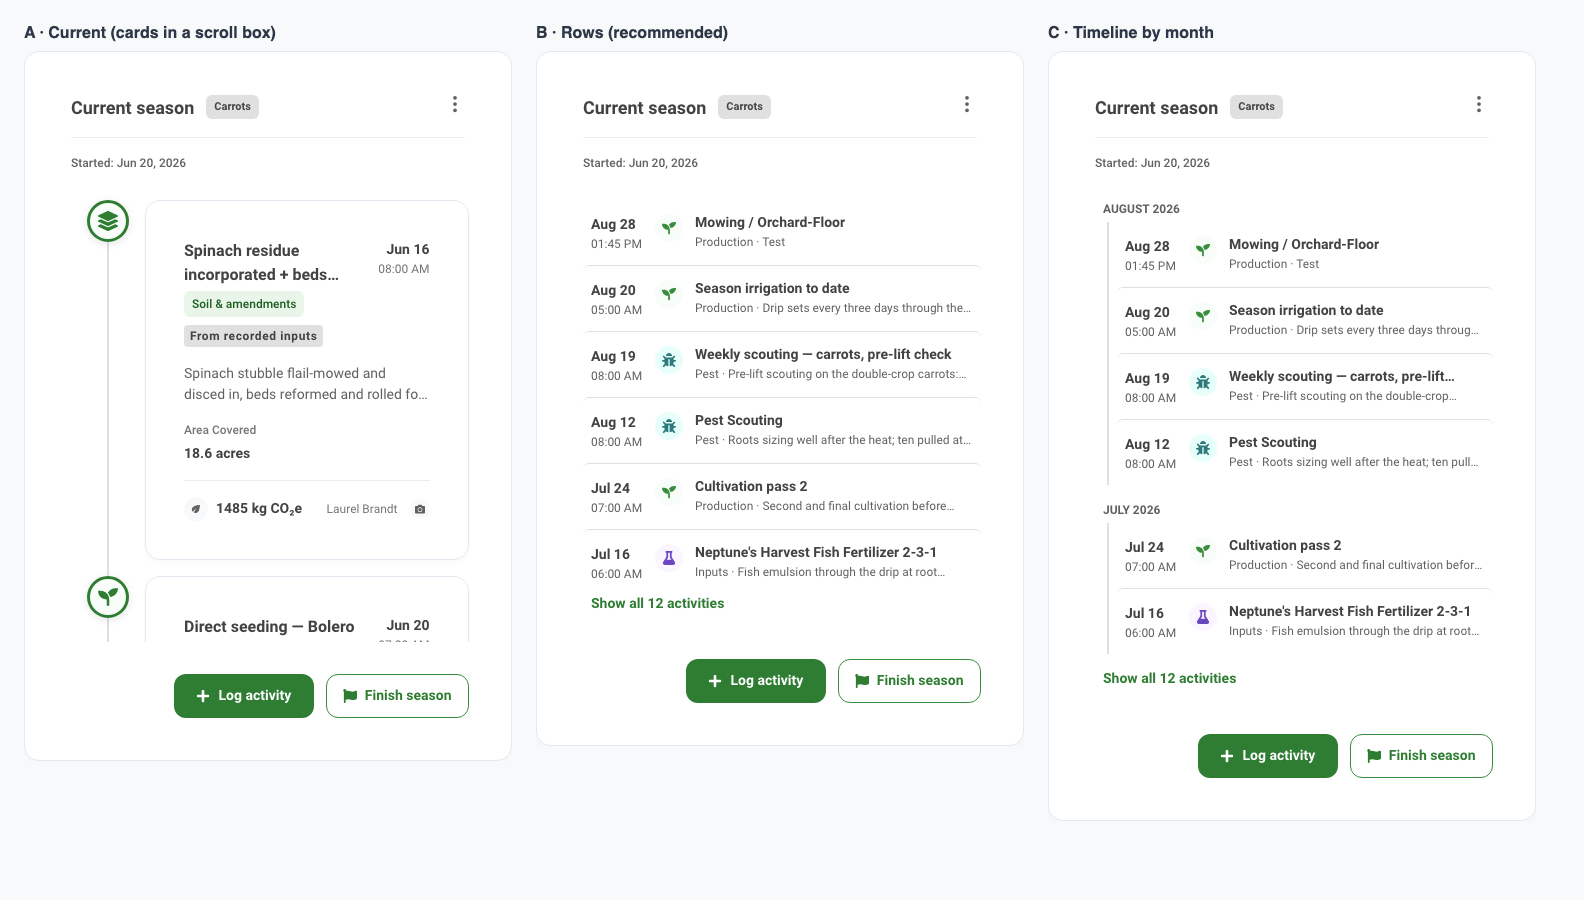 A · Current (cards in a scroll box)
Current season
Carrots
Started: Jun 20, 2026
Spinach residue
incorporated + beds…
Jun 16
08:00 AM
Soil & amendments
From recorded inputs
Spinach stubble flail-mowed and
disced in, beds reformed and rolled fo…
Area Covered
18.6 acres
1485 kg CO₂e
Laurel Brandt
Direct seeding — Bolero
Jun 20
Log activity
Finish season
B · Rows (recommended)
Current season
Carrots
Started: Jun 20, 2026
Aug 28
01:45 PM
Mowing / Orchard-Floor
Production · Test
Aug 20
05:00 AM
Season irrigation to date
Production · Drip sets every three days through the…
Aug 19
08:00 AM
Weekly scouting — carrots, pre-lift check
Pest · Pre-lift scouting on the double-crop carrots:…
Aug 12
08:00 AM
Pest Scouting
Pest · Roots sizing well after the heat; ten pulled at…
Jul 24
07:00 AM
Cultivation pass 2
Production · Second and final cultivation before…
Jul 16
06:00 AM
Neptune's Harvest Fish Fertilizer 2-3-1
Inputs · Fish emulsion through the drip at root…
Show all 12 activities
Log activity
Finish season
C · Timeline by month
Current season
Carrots
Started: Jun 20, 2026
AUGUST 2026
Aug 28
01:45 PM
Mowing / Orchard-Floor
Production · Test
Aug 20
05:00 AM
Season irrigation to date
Production · Drip sets every three days throug…
Aug 19
08:00 AM
Weekly scouting — carrots, pre-lift…
Pest · Pre-lift scouting on the double-crop…
Aug 12
08:00 AM
Pest Scouting
Pest · Roots sizing well after the heat; ten pull…
JULY 2026
Jul 24
07:00 AM
Cultivation pass 2
Production · Second and final cultivation befor…
Jul 16
06:00 AM
Neptune's Harvest Fish Fertilizer 2-3-1
Inputs · Fish emulsion through the drip at root…
Show all 12 activities
Log activity
Finish season